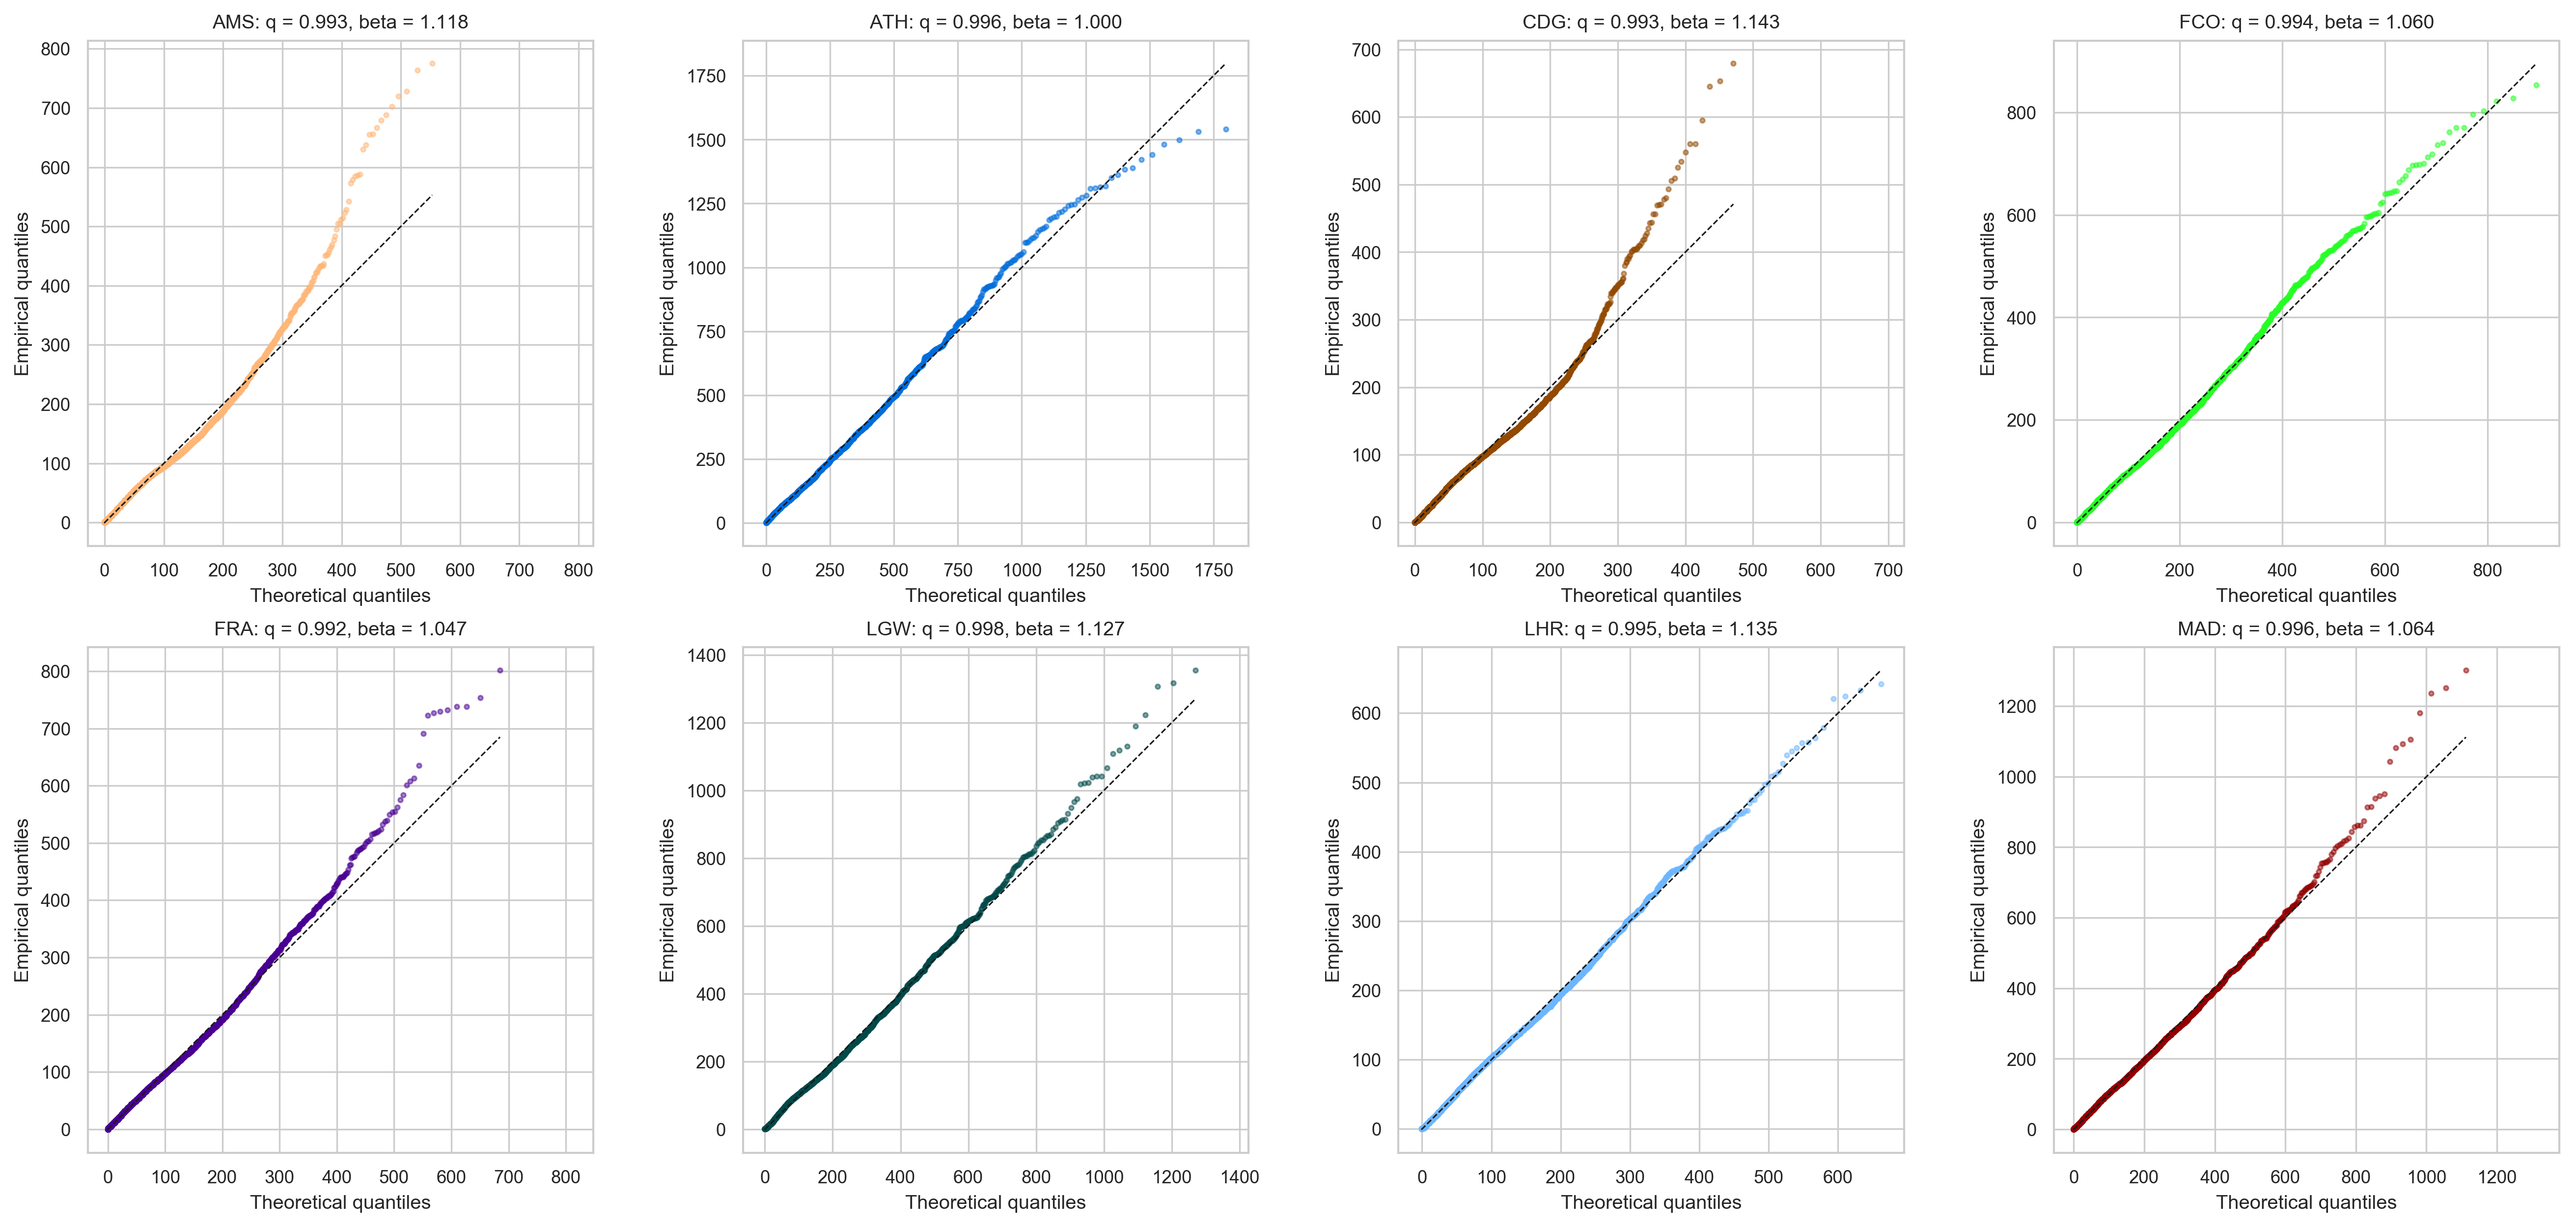 AMS: q = 0.993, beta = 1.118
800
700
600
500
400
300
200
100
0
Empirical quantiles
0 100 200 300 400 500 600 700 800
Theoretical quantiles
ATH: q = 0.996, beta = 1.000
1750
1500
1250
1000
750
500
250
0
Empirical quantiles
0 250 500 750 1000 1250 1500 1750
Theoretical quantiles
CDG: q = 0.993, beta = 1.143
700
600
500
400
300
200
100
0
Empirical quantiles
0 100 200 300 400 500 600 700
Theoretical quantiles
FCO: q = 0.994, beta = 1.060
800
600
400
200
0
Empirical quantiles
0 200 400 600 800
Theoretical quantiles
FRA: q = 0.992, beta = 1.047
800
700
600
500
400
300
200
100
0
Empirical quantiles
0 100 200 300 400 500 600 700 800
Theoretical quantiles
LGW: q = 0.998, beta = 1.127
1400
1200
1000
800
600
400
200
0
Empirical quantiles
0 200 400 600 800 1000 1200 1400
Theoretical quantiles
LHR: q = 0.995, beta = 1.135
600
500
400
300
200
100
0
Empirical quantiles
0 100 200 300 400 500 600
Theoretical quantiles
MAD: q = 0.996, beta = 1.064
1200
1000
800
600
400
200
0
Empirical quantiles
0 200 400 600 800 1000 1200
Theoretical quantiles